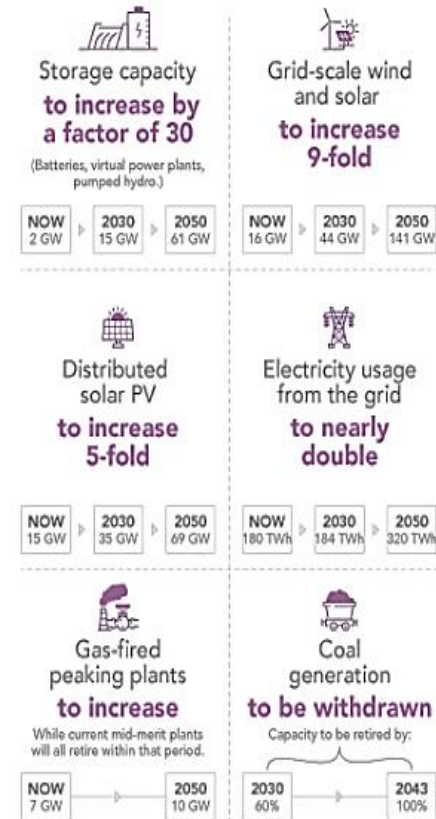 Storage capacity
to increase by
a factor of 30
(Batteries, virtual power plants,
pumped hydro.)
NOW 2030 2050
2 GW 15 GW 61 GW
Grid-scale wind
and solar
to increase
9-fold
NOW 2030 2050
16 GW 44 GW 141 GW
Distributed
solar PV
to increase
5-fold
NOW 2030 2050
15 GW 35 GW 69 GW
Electricity usage
from the grid
to nearly
double
NOW 2030 2050
180 TWh 184 TWh 320 TWh
Gas-fired
peaking plants
to increase
While current mid-merit plants
will all retire within that period.
NOW 2050
7 GW 10 GW
Coal
generation
to be withdrawn
Capacity to be retired by:
2030 2043
60% 100%